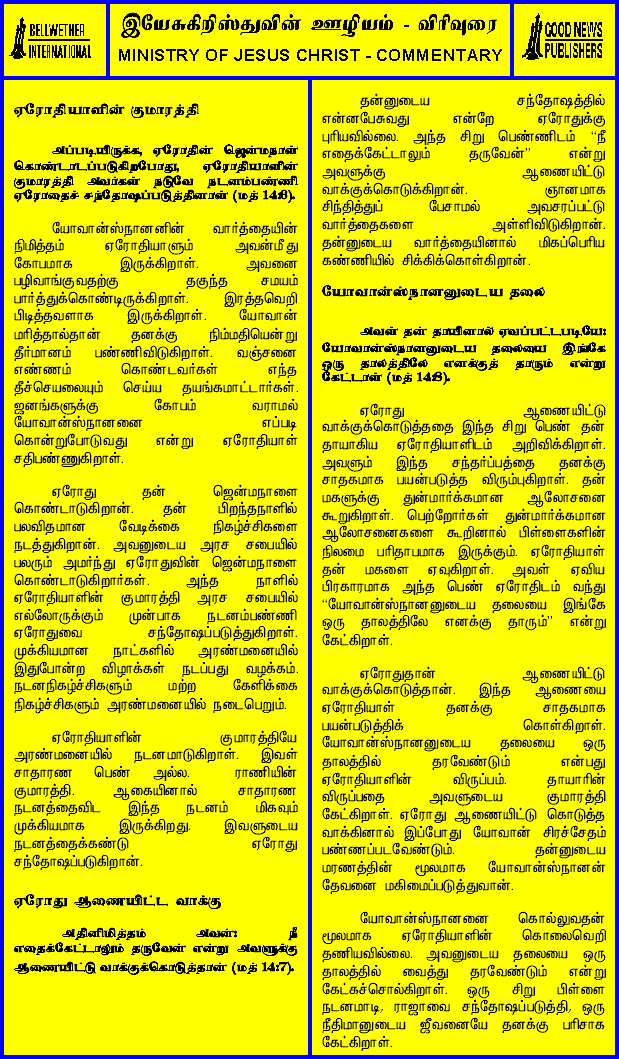 BELLWETHER
INTERNATIONAL
இயேசுகிறிஸ்துவின் ஊழியம் - விரிவுரை
MINISTRY OF JESUS CHRIST - COMMENTARY
GOOD NEWS
PUBLISHERS
ஏரோதியாளின் குமாரத்தி
அப்படியிருக்க, ஏரோதின் ஜென்மநாள்
கொண்டாடப்படுகிறபோது, ஏரோதியாளின்
குமாரத்தி அவர்கள் நடுவே நடனம்பண்ணி
ஏரோதைச் சந்தோஷப்படுத்தினாள் (மத் 14:6).
யோவான்ஸ்நானனின் வார்த்தையின்
நிமித்தம் ஏரோதியாளும் அவன்மீது
கோபமாக இருக்கிறாள். அவனை
பழிவாங்குவதற்கு தகுந்த சமயம்
பார்த்துக்கொண்டிருக்கிறாள். இரத்தவெறி
பிடித்தவளாக இருக்கிறாள். யோவான்
மரித்தால்தான் தனக்கு நிம்மதியென்று
தீர்மானம் பண்ணிவிடுகிறாள். வஞ்சனை
எண்ணம் கொண்டவர்கள் எந்த
தீச்செயலையும் செய்ய தயங்கமாட்டார்கள்.
ஜனங்களுக்கு கோபம் வராமல்
யோவான்ஸ்நானனை எப்படி
கொன்றுபோடுவது என்று ஏரோதியாள்
சதிபண்ணுகிறாள்.
ஏரோது தன் ஜென்மநாளை
கொண்டாடுகிறான். தன் பிறந்தநாளில்
பலவிதமான வேடிக்கை நிகழ்ச்சிகளை
நடத்துகிறான். அவனுடைய அரச சபையில்
பலரும் அமர்ந்து ஏரோதுவின் ஜென்மநாளை
கொண்டாடுகிறார்கள். அந்த நாளில்
ஏரோதியாளின் குமாரத்தி அரச சபையில்
எல்லோருக்கும் முன்பாக நடனம்பண்ணி
ஏரோதுவை சந்தோஷப்படுத்துகிறாள்.
முக்கியமான நாட்களில் அரண்மனையில்
இதுபோன்ற விழாக்கள் நடப்பது வழக்கம்.
நடனநிகழ்ச்சிகளும் மற்ற கேளிக்கை
நிகழ்ச்சிகளும் அரண்மனையில் நடைபெறும்.
ஏரோதியாளின் குமாரத்தியே
அரண்மனையில் நடனமாடுகிறாள். இவள்
சாதாரண பெண் அல்ல. ராணியின்
குமாரத்தி. ஆகையினால் சாதாரண
நடனத்தைவிட இந்த நடனம் மிகவும்
முக்கியமாக இருக்கிறது. இவளுடைய
நடனத்தைக்கண்டு ஏரோது
சந்தோஷப்படுகிறான்.
ஏரோது ஆணையிட்ட வாக்கு
அதினிமித்தம் அவன்: நீ
எதைக்கேட்டாலும் தருவேன் என்று அவளுக்கு
ஆணையிட்டு வாக்குக்கொடுத்தான் (மத் 14:7).
தன்னுடைய சந்தோஷத்தில்
என்னபேசுவது என்றே ஏரோதுக்கு
புரியவில்லை. அந்த சிறு பெண்ணிடம் “நீ
எதைக்கேட்டாலும் தருவேன்” என்று
அவளுக்கு ஆணையிட்டு
வாக்குக்கொடுக்கிறான். ஞானமாக
சிந்தித்துப் பேசாமல் அவசரப்பட்டு
வார்த்தைகளை அள்ளிவிடுகிறான்.
தன்னுடைய வார்த்தையினால் மிகப்பெரிய
கண்ணியில் சிக்கிக்கொள்கிறான்.
யோவான்ஸ்நானனுடைய தலை
அவள் தன் தாயினால் ஏவப்பட்டபடியே:
யோவான்ஸ்நானனுடைய தலையை இங்கே
ஒரு தாலத்திலே எனக்குத் தாரும் என்று
கேட்டாள் (மத் 14:8).
ஏரோது ஆணையிட்டு
வாக்குக்கொடுத்ததை இந்த சிறு பெண் தன்
தாயாகிய ஏரோதியாளிடம் அறிவிக்கிறாள்.
அவளும் இந்த சந்தர்ப்பத்தை தனக்கு
சாதகமாக பயன்படுத்த விரும்புகிறாள். தன்
மகளுக்கு துன்மார்க்கமான ஆலோசனை
கூறுகிறாள். பெற்றோர்கள் துன்மார்க்கமான
ஆலோசனைகளை கூறினால் பிள்ளைகளின்
நிலமை பரிதாபமாக இருக்கும். ஏரோதியாள்
தன் மகளை ஏவுகிறாள். அவள் ஏவிய
பிரகாரமாக அந்த பெண் ஏரோதிடம் வந்து
“யோவான்ஸ்நானனுடைய தலையை இங்கே
ஒரு தாலத்திலே எனக்கு தாரும்” என்று
கேட்கிறாள்.
ஏரோதுதான் ஆணையிட்டு
வாக்குக்கொடுத்தான். இந்த ஆணையை
ஏரோதியாள் தனக்கு சாதகமாக
பயன்படுத்திக் கொள்கிறாள்.
யோவான்ஸ்நானனுடைய தலையை ஒரு
தாலத்தில் தரவேண்டும் என்பது
ஏரோதியாளின் விருப்பம். தாயாரின்
விருப்பதை அவளுடைய குமாரத்தி
கேட்கிறாள். ஏரோது ஆணையிட்டு கொடுத்த
வாக்கினால் இப்போது யோவான் சிரச்சேதம்
பண்ணப்படவேண்டும். தன்னுடைய
மரணத்தின் மூலமாக யோவான்ஸ்நானன்
தேவனை மகிமைப்படுத்துவான்.
யோவான்ஸ்நானனை கொல்லுவதன்
மூலமாக ஏரோதியாளின் கொலைவெறி
தணியவில்லை. அவனுடைய தலையை ஒரு
தாலத்தில் வைத்து தரவேண்டும் என்று
கேட்கச்சொல்கிறாள். ஒரு சிறு பிள்ளை
நடனமாடி, ராஜாவை சந்தோஷப்படுத்தி, ஒரு
நீதிமானுடைய ஜீவனையே தனக்கு பரிசாக
கேட்கிறாள்.